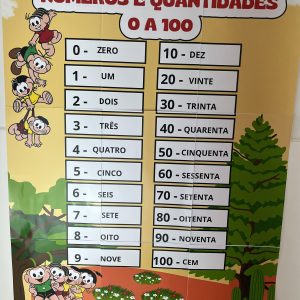 NÚMEROS E QUANTIDADES
0 A 100
0 - ZERO
1 - UM
2 - DOIS
3 - TRÊS
4 - QUATRO
5 - CINCO
6 - SEIS
7 - SETE
8 - OITO
9 - NOVE
10 - DEZ
20 - VINTE
30 - TRINTA
40 - QUARENTA
50 - CINQUENTA
60 - SESSENTA
70 - SETENTA
80 - OITENTA
90 - NOVENTA
100 - CEM